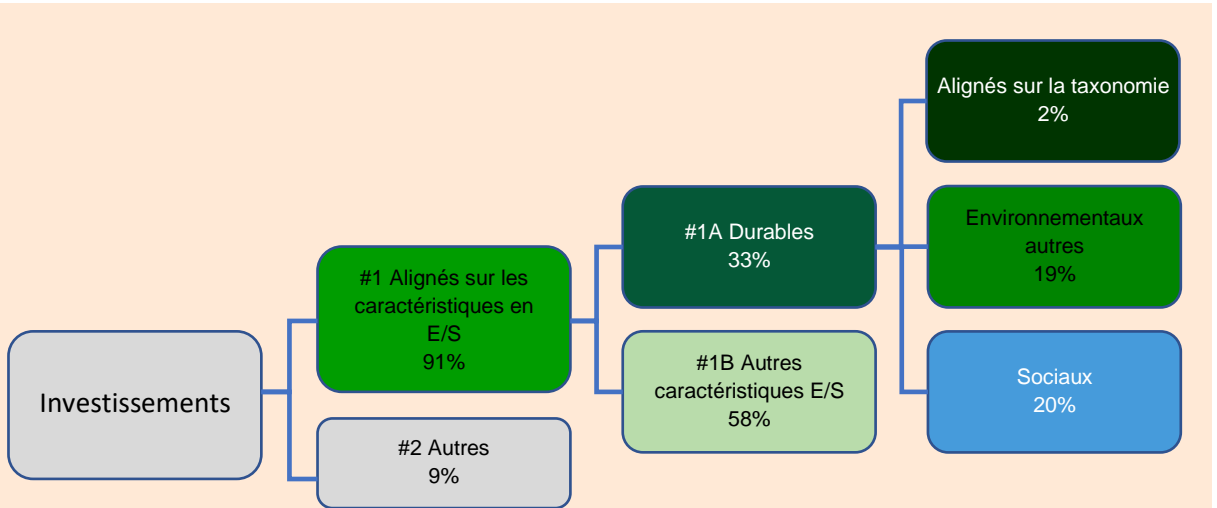 Investissements
#1 Alignés sur les
caractéristiques en
E/S
91%
#2 Autres
9%
#1A Durables
33%
#1B Autres
caractéristiques E/S
58%
Alignés sur la taxonomie
2%
Environnementaux
autres
19%
Sociaux
20%